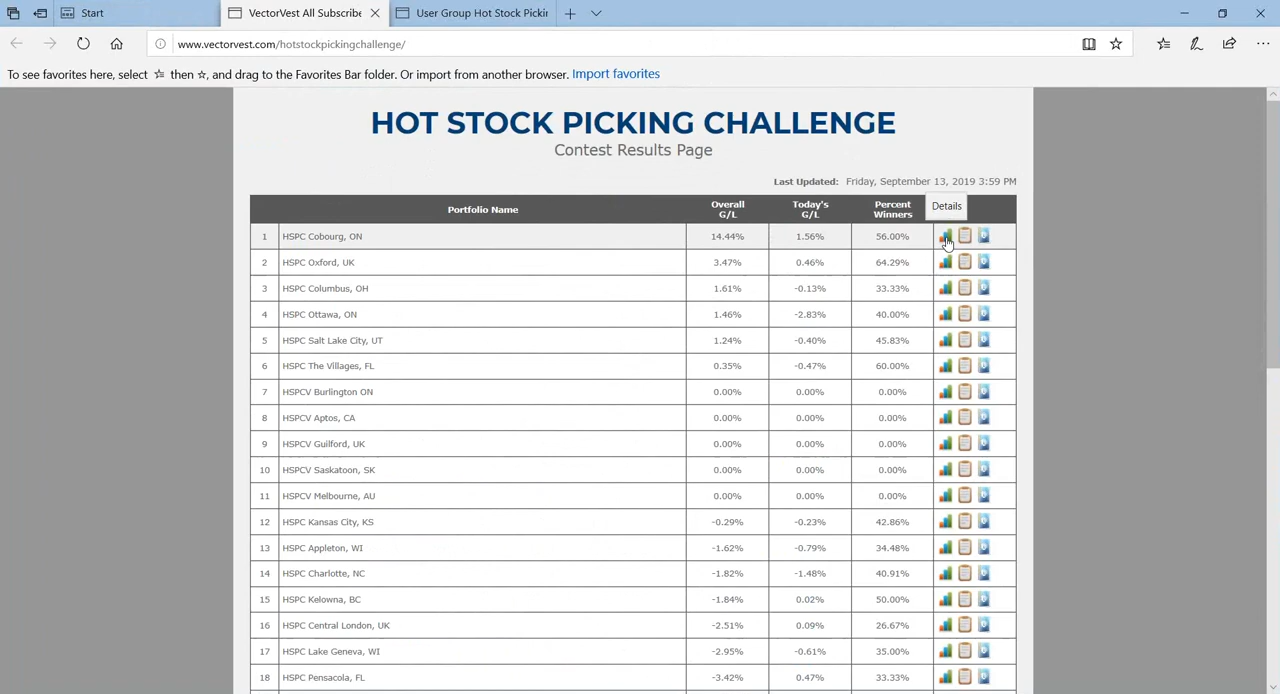 Start
VectorVest All Subscribe
User Group Hot Stock Pickin
www.vectorvest.com/hotstockpickingchallenge/
To see favorites here, select then, and drag to the Favorites Bar folder. Or import from another browser. Import favorites
HOT STOCK PICKING CHALLENGE
Contest Results Page
Last Updated: Friday, September 13, 2019 3:59 PM
Portfolio Name Overall G/L Today's G/L Percent Winners Details
1 HSPC Cobourg, ON 14.44% 1.56% 56.00%
2 HSPC Oxford, UK 3.47% 0.46% 64.29%
3 HSPC Columbus, OH 1.61% -0.13% 33.33%
4 HSPC Ottawa, ON 1.46% -2.83% 40.00%
5 HSPC Salt Lake City, UT 1.24% -0.40% 45.83%
6 HSPC The Villages, FL 0.35% -0.47% 60.00%
7 HSPCV Burlington ON 0.00% 0.00% 0.00%
8 HSPCV Aptos, CA 0.00% 0.00% 0.00%
9 HSPCV Guilford, UK 0.00% 0.00% 0.00%
10 HSPCV Saskatoon, SK 0.00% 0.00% 0.00%
11 HSPCV Melbourne, AU 0.00% 0.00% 0.00%
12 HSPC Kansas City, KS -0.29% -0.23% 42.86%
13 HSPC Appleton, WI -1.62% -0.79% 34.48%
14 HSPC Charlotte, NC -1.82% -1.48% 40.91%
15 HSPC Kelowna, BC -1.84% 0.02% 50.00%
16 HSPC Central London, UK -2.51% 0.09% 26.67%
17 HSPC Lake Geneva, WI -2.95% -0.61% 35.00%
18 HSPC Pensacola, FL -3.42% 0.47% 33.33%